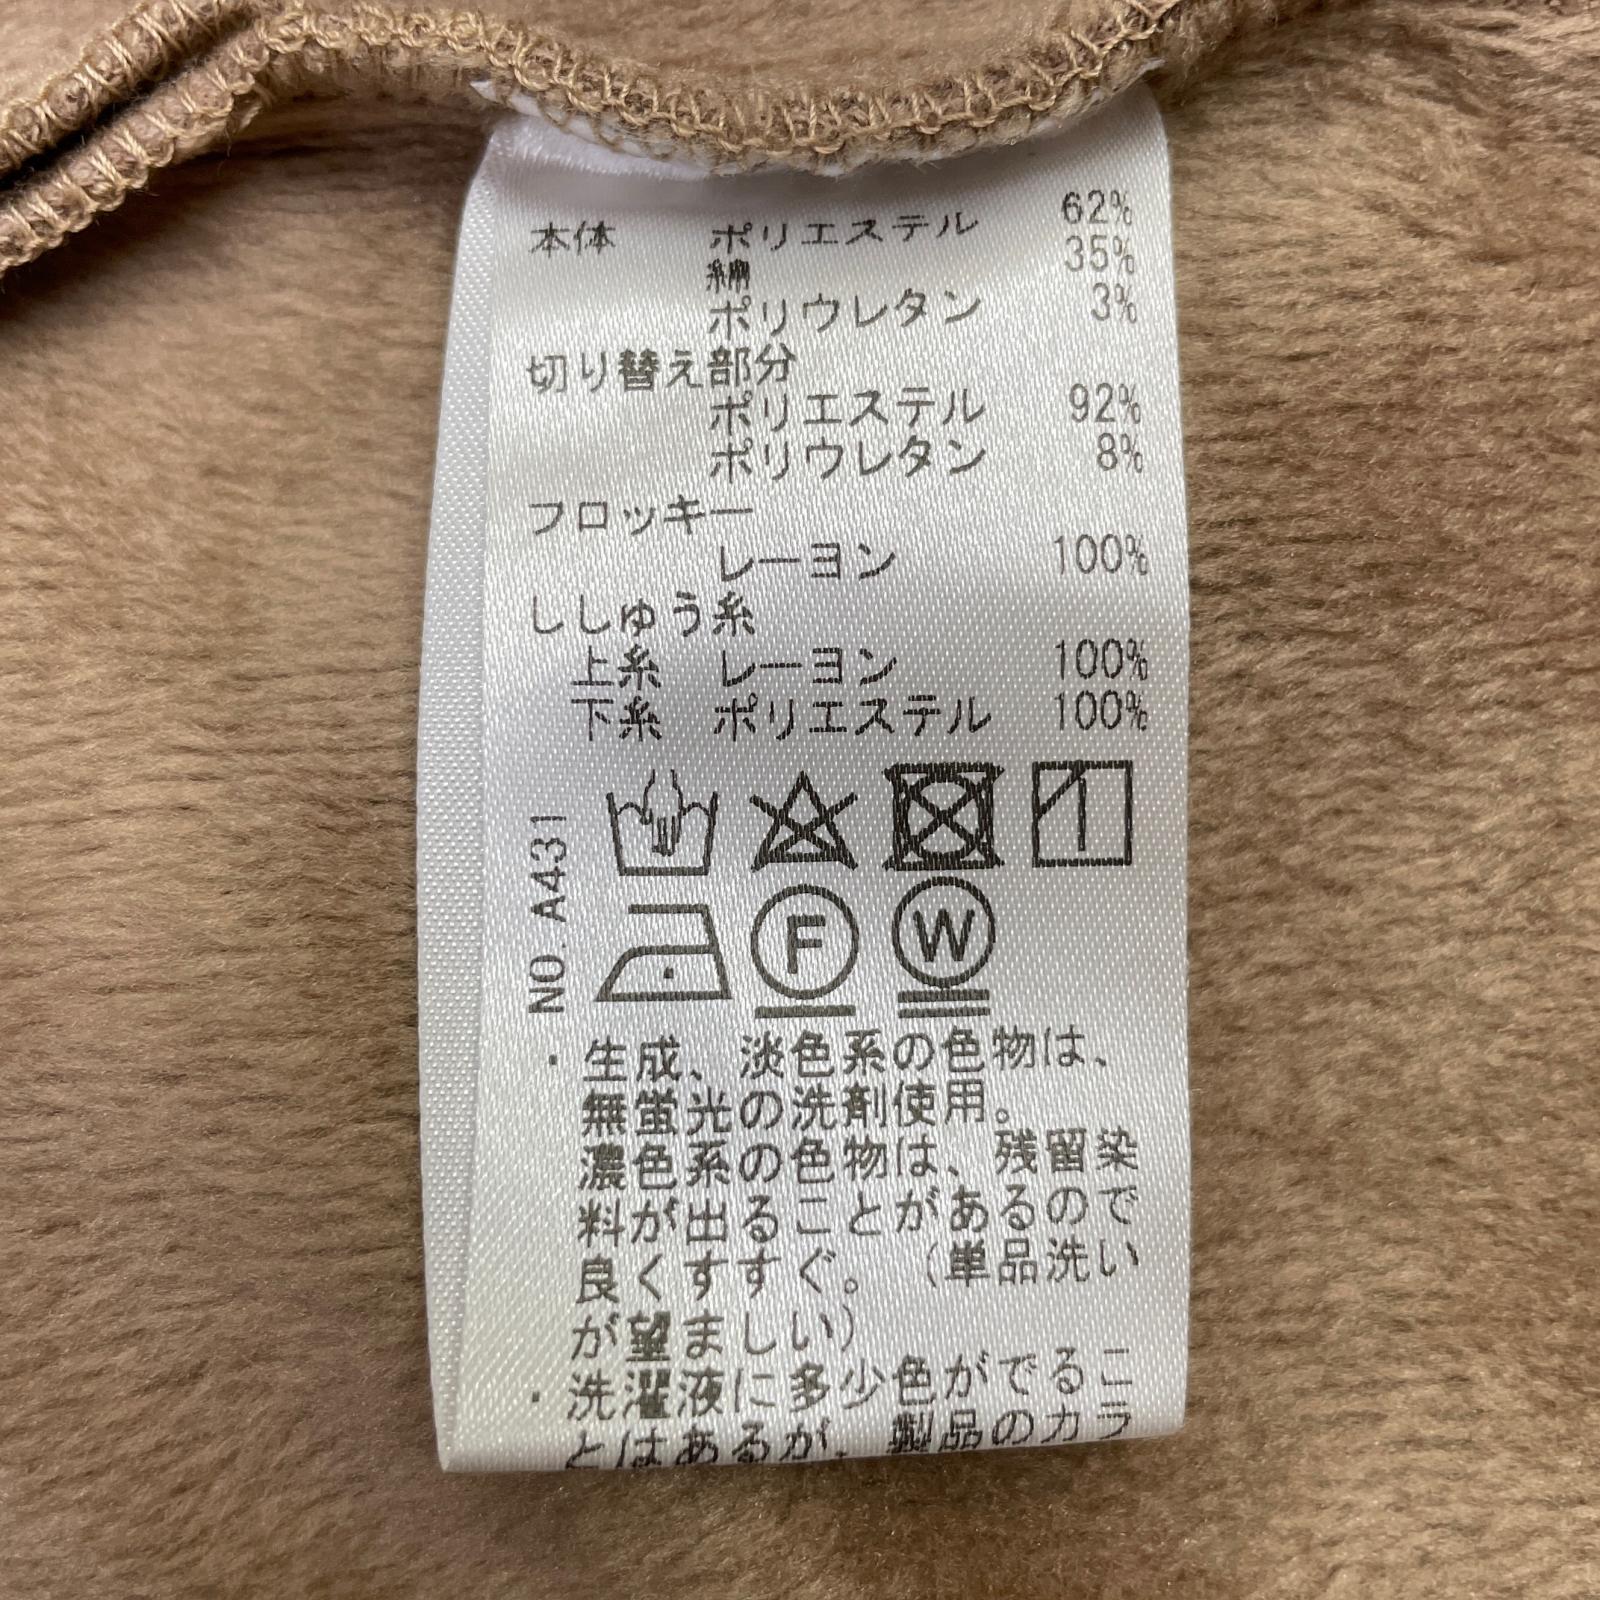 本体 ポリエステル 62%
綿 35%
ポリウレタン 3%
切り替え部分
ポリエステル 92%
ポリウレタン 8%
フロッキー
レーヨン 100%
ししゅう糸
上糸 レーヨン 100%
下糸 ポリエステル 100%
NO. A431
F W
・生成、淡色系の色物は、
無蛍光の洗剤使用。
濃色系の色物は、残留染
料が出ることがあるので
良くすすぐ。（単品洗い
が望ましい）
・洗濯液に多少色がでるこ
とはあるが、製品のカラ